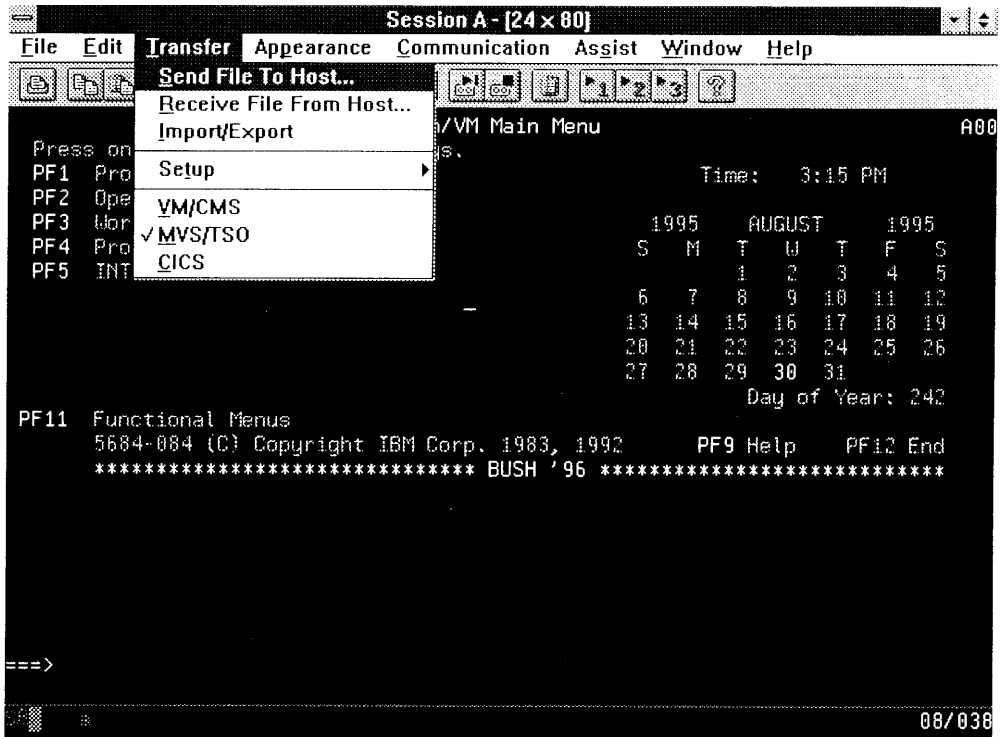 Session A - [24 x 80]
File Edit Transfer Appearance Communication Assist Window Help
Send File To Host...
Receive File From Host...
Import/Export
Setup
VM/CMS
✓ MVS/TSO
CICS
1 2 3
/VM Main Menu A00
Press on s.
PF1 Pro Time: 3:15 PM
PF2 Ope
PF3 Wor 1995 AUGUST 1995
PF4 Pro S M T W T F S
PF5 INT 1 2 3 4 5
6 7 8 9 10 11 12
13 14 15 16 17 18 19
20 21 22 23 24 25 26
27 28 29 30 31
Day of Year: 242
PF11 Functional Menus
5684-084 (C) Copyright IBM Corp. 1983, 1992 PF9 Help PF12 End
******************************* BUSH '96 ****************************
===>
a 08/038